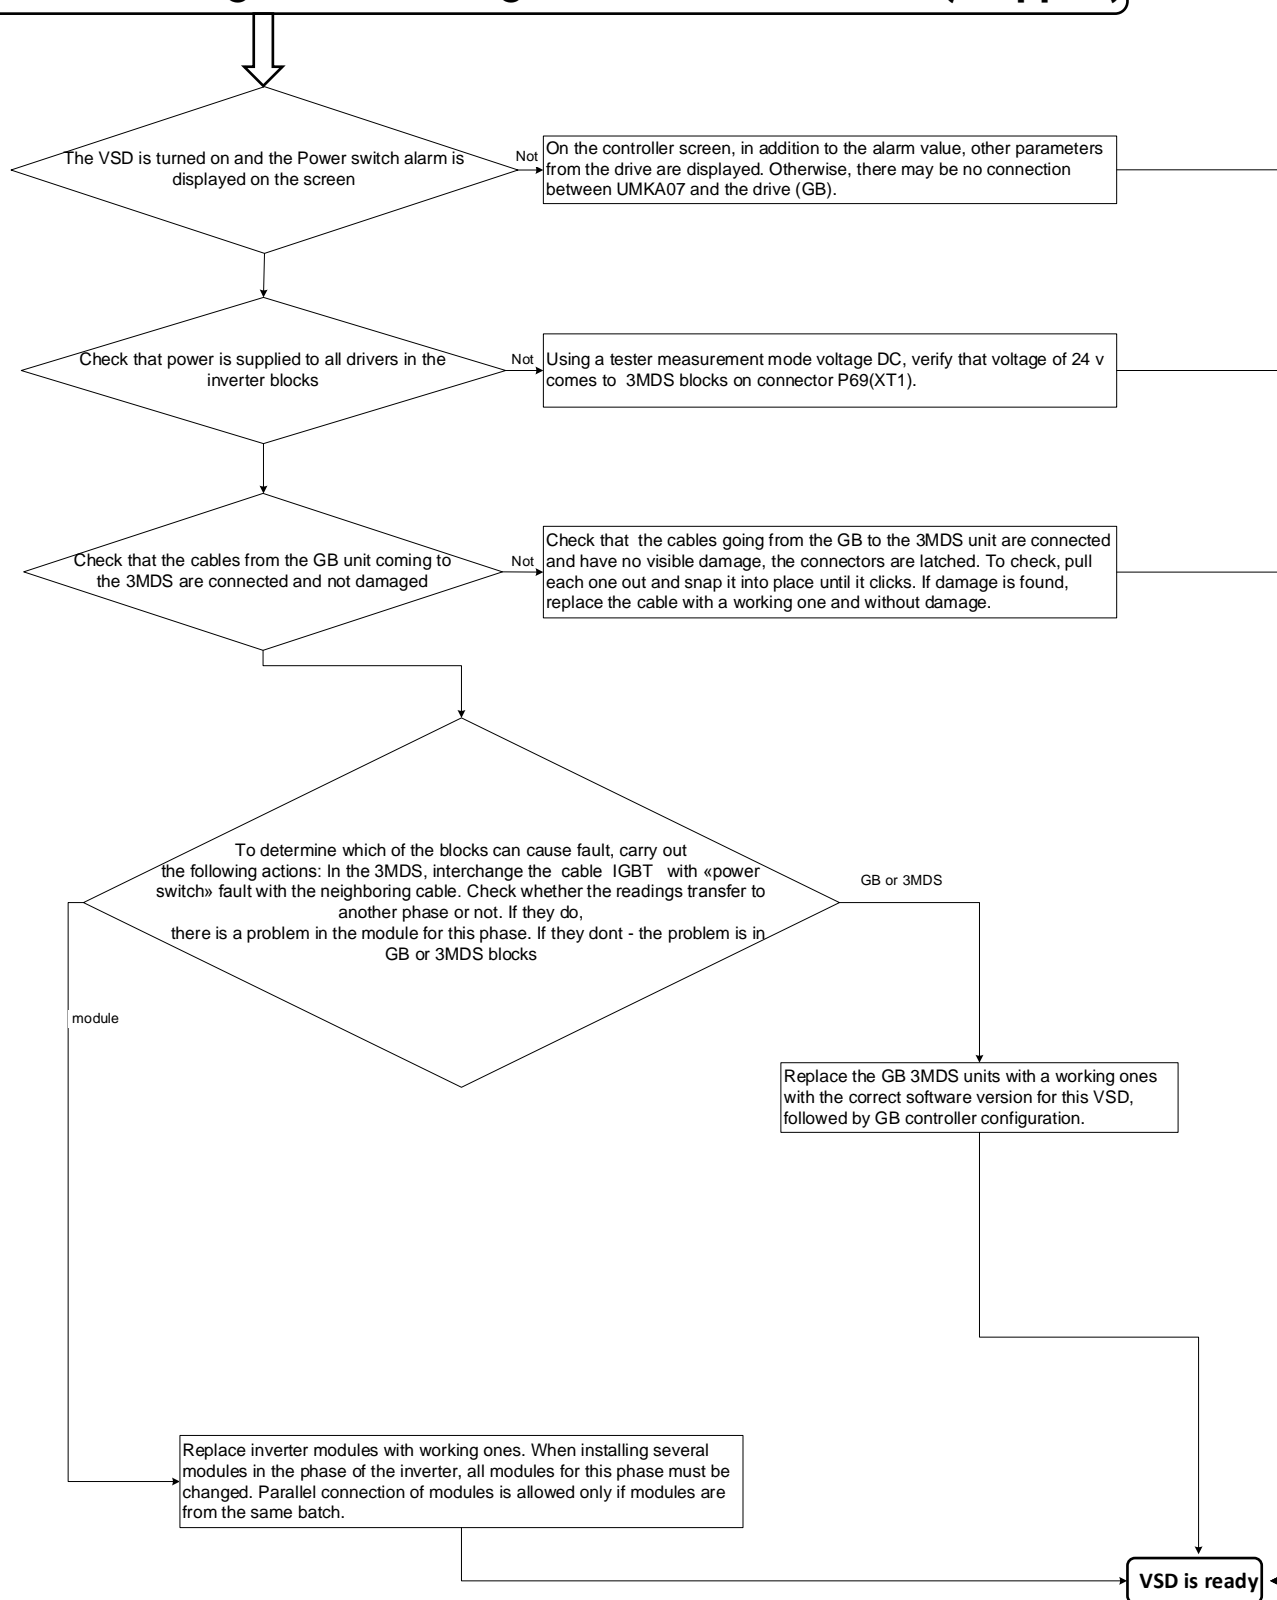 The VSD is turned on and the Power switch alarm is
displayed on the screen
Not
On the controller screen, in addition to the alarm value, other parameters
from the drive are displayed. Otherwise, there may be no connection
between UMKA07 and the drive (GB).
Check that power is supplied to all drivers in the
inverter blocks
Not
Using a tester measurement mode voltage DC, verify that voltage of 24 v
comes to 3MDS blocks on connector P69(XT1).
Check that the cables from the GB unit coming to
the 3MDS are connected and not damaged
Not
Check that the cables going from the GB to the 3MDS unit are connected
and have no visible damage, the connectors are latched. To check, pull
each one out and snap it into place until it clicks. If damage is found,
replace the cable with a working one and without damage.
To determine which of the blocks can cause fault, carry out
the following actions: In the 3MDS, interchange the cable IGBT with «power
switch» fault with the neighboring cable. Check whether the readings transfer to
another phase or not. If they do,
there is a problem in the module for this phase. If they dont - the problem is in
GB or 3MDS blocks
GB or 3MDS
module
Replace the GB 3MDS units with a working ones
with the correct software version for this VSD,
followed by GB controller configuration.
Replace inverter modules with working ones. When installing several
modules in the phase of the inverter, all modules for this phase must be
changed. Parallel connection of modules is allowed only if modules are
from the same batch.
VSD is ready